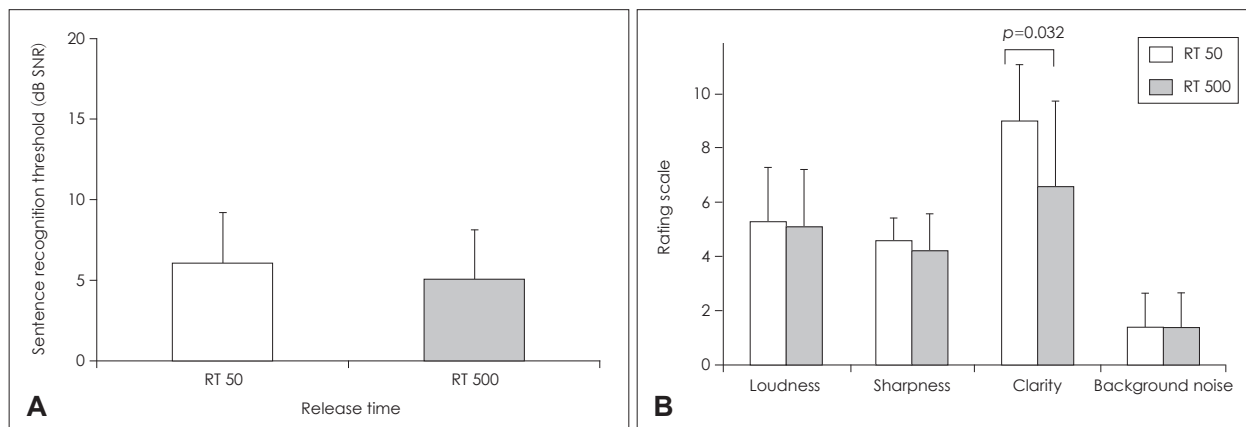 Sentence recognition threshold (dB SNR)
20
15
10
5
0
RT 50
RT 500
Release time
A
p=0.032
RT 50
RT 500
Rating scale
10
8
6
4
2
0
Loudness
Sharpness
Clarity
Background noise
B